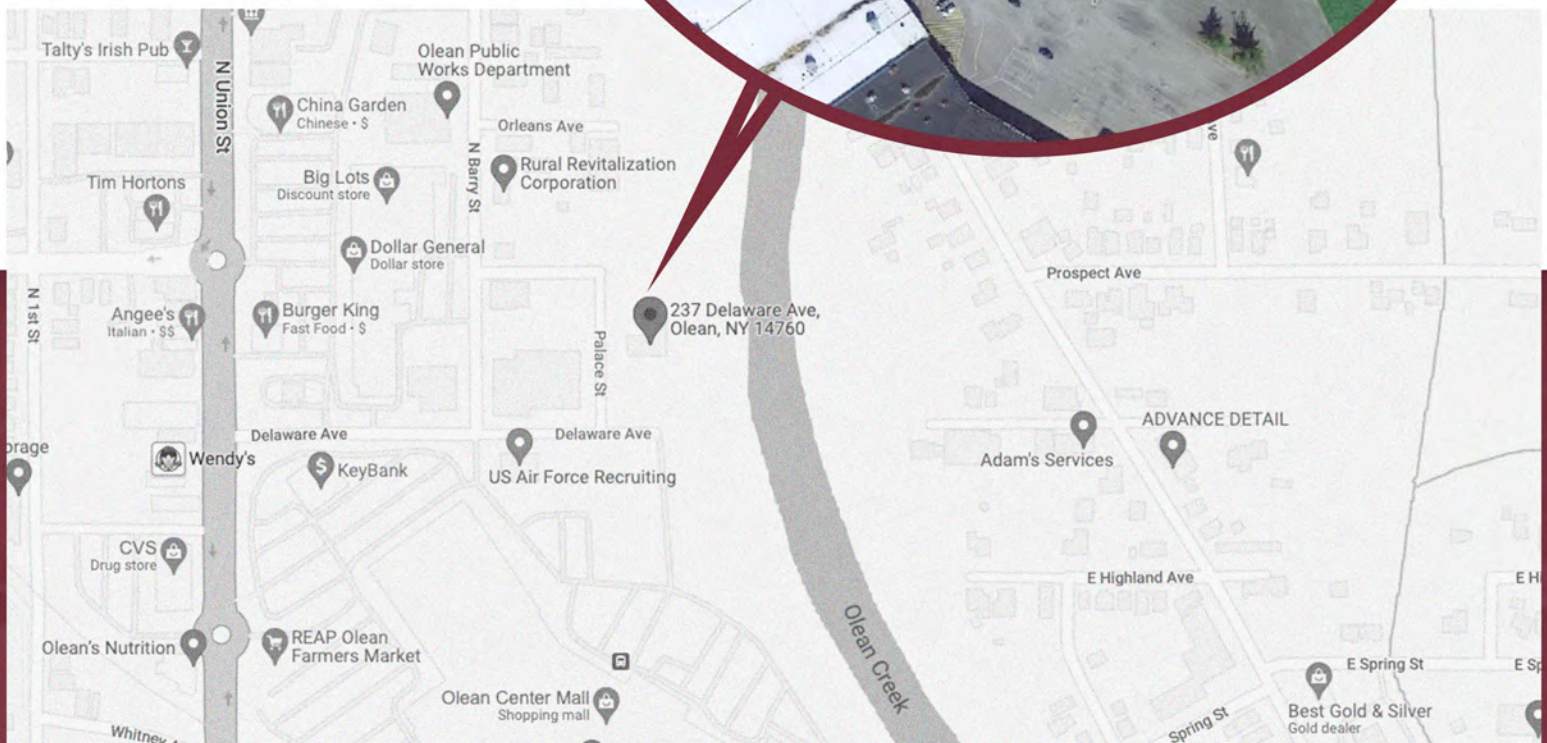 Talty's Irish Pub
N Union St
China Garden
Chinese • $
Olean Public
Works Department
Orleans Ave
N Barry St
Rural Revitalization
Corporation
Tim Hortons
Big Lots
Discount store
Dollar General
Dollar store
Prospect Ave
N 1st St
Angee's
Italian • $$
Burger King
Fast Food • $
Palace St
237 Delaware Ave,
Olean, NY 14760
Delaware Ave
Delaware Ave
Wendy's
KeyBank
US Air Force Recruiting
Adam's Services
ADVANCE DETAIL
CVS
Drug store
E Highland Ave
Olean's Nutrition
REAP Olean
Farmers Market
Olean Creek
E Spring St
Olean Center Mall
Shopping mall
Best Gold & Silver
Gold dealer
Spring St
Whitney